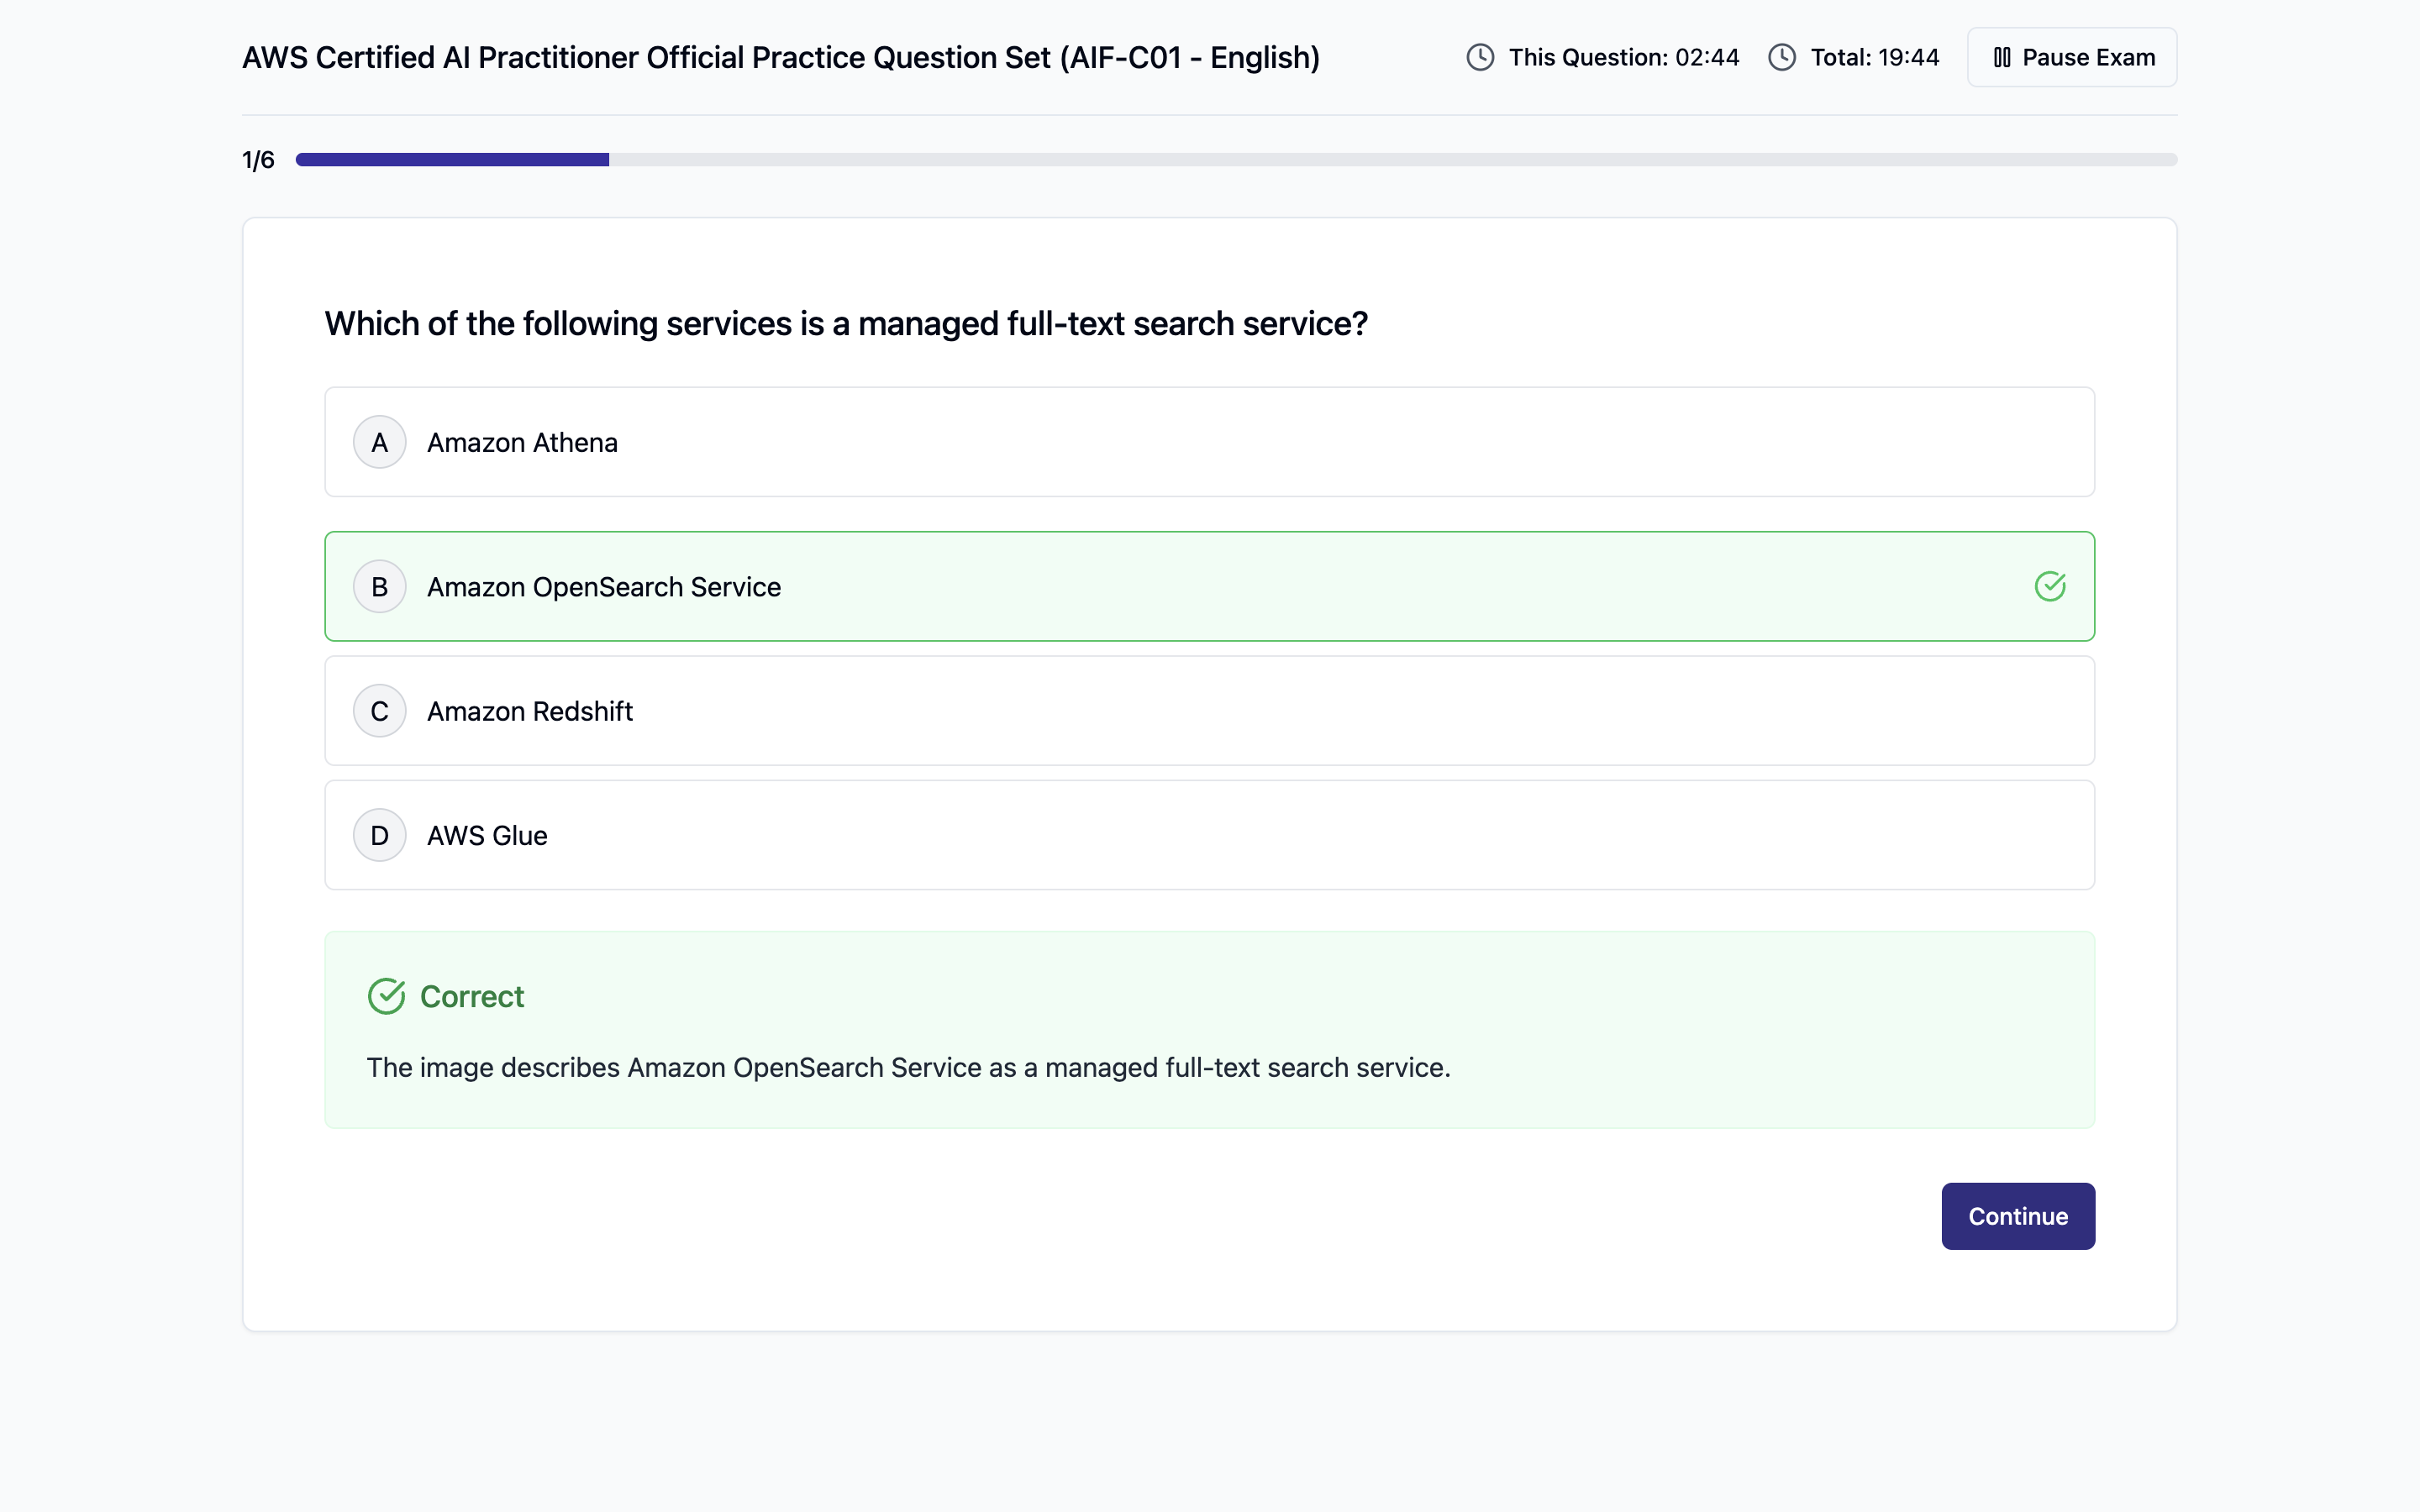 AWS Certified AI Practitioner Official Practice Question Set (AIF-C01 - English)
This Question: 02:44
Total: 19:44
Pause Exam
1/6
Which of the following services is a managed full-text search service?
A Amazon Athena
B Amazon OpenSearch Service
C Amazon Redshift
D AWS Glue
Correct
The image describes Amazon OpenSearch Service as a managed full-text search service.
Continue